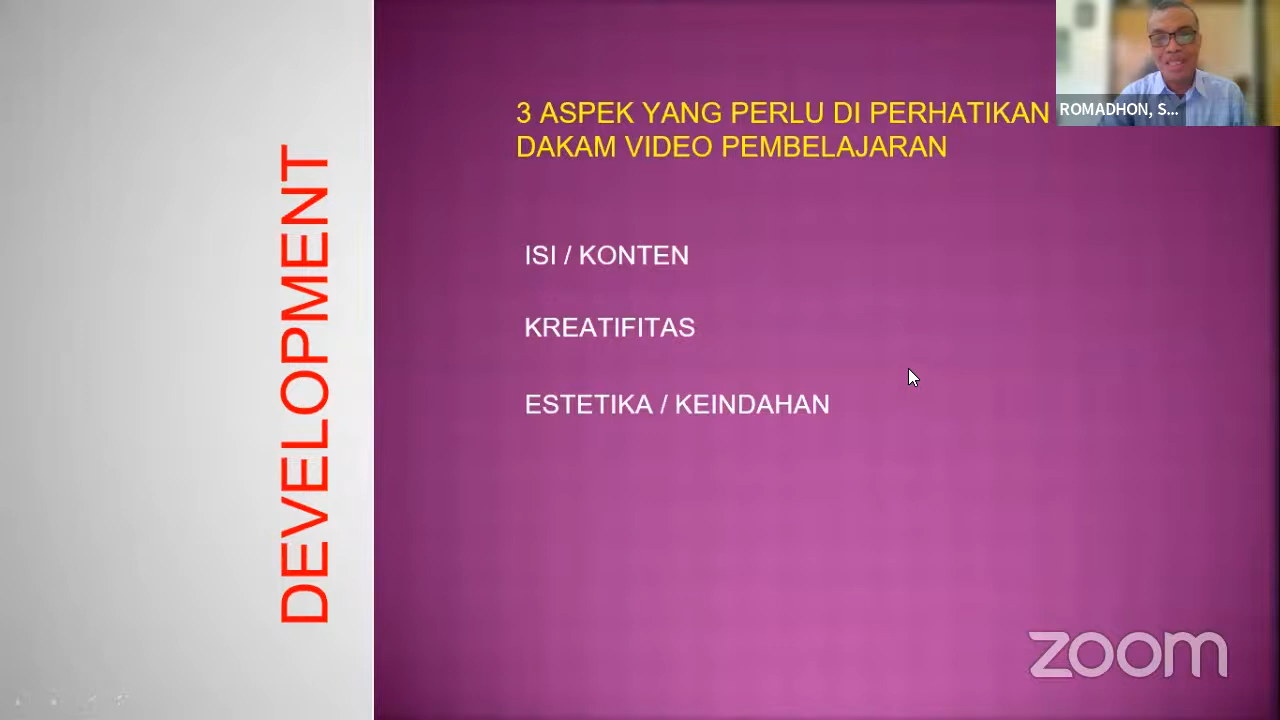 DEVELOPMENT
3 ASPEK YANG PERLU DI PERHATIKAN
DAKAM VIDEO PEMBELAJARAN
ISI / KONTEN
KREATIFITAS
ESTETIKA / KEINDAHAN
ROMADHON, S...
zoom